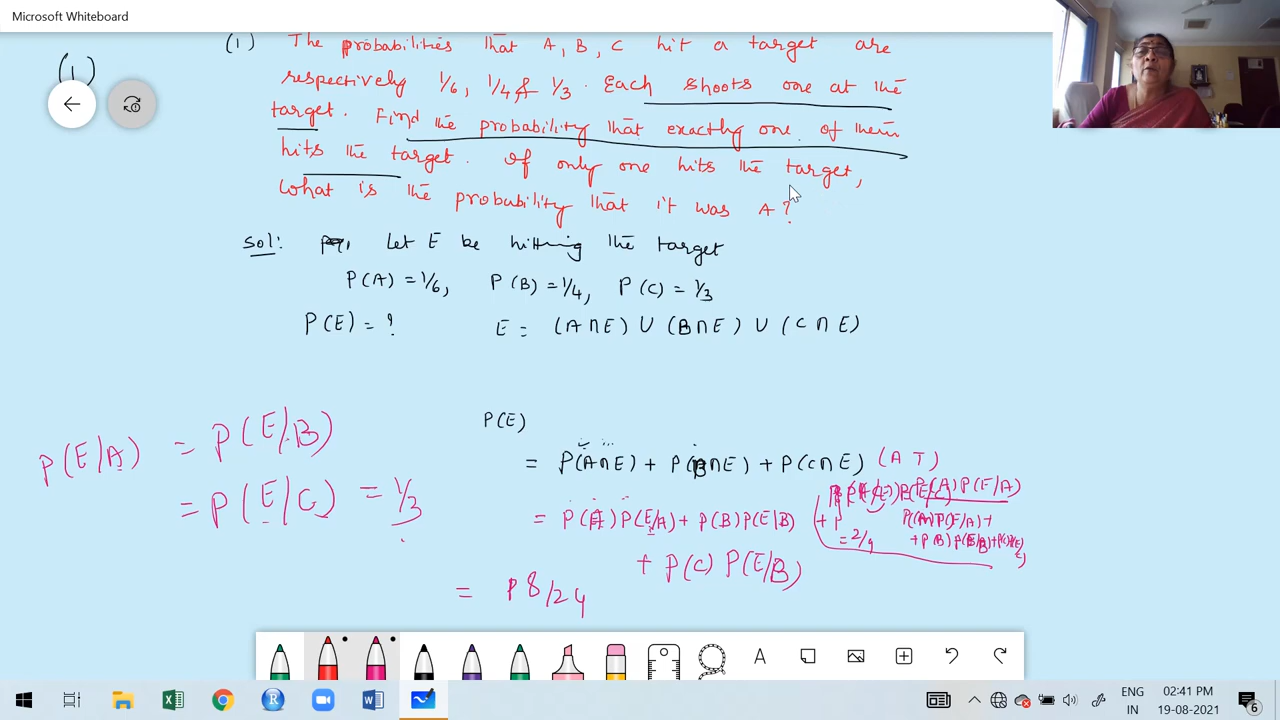 Microsoft Whiteboard
(1)
(1) The probabilities that A, B, C hit a target are
respectively 1/6, 1/4, & 1/3. Each shoots one at the
target. Find the probability that exactly one of them
hits the target. If only one hits the target,
What is the probability that it was A?
Sol: Let E be hitting the target
P(A) = 1/6, P(B) = 1/4, P(C) = 1/3
P(E) = ? E = (A∩E) ∪ (B∩E) ∪ (C∩E)
P(E)
= P(A∩E) + P(B∩E) + P(C∩E) (AT)
P(E/A) = P(E/B)
= P(E/C) = 1/3
= P(A) P(E/A) + P(B) P(E/B)
+ P(C) P(E/B)
P(A) P(E/A)
P(A) P(E/A) +
= 2/9
= P 8/24
ENG
IN
02:41 PM
19-08-2021
6